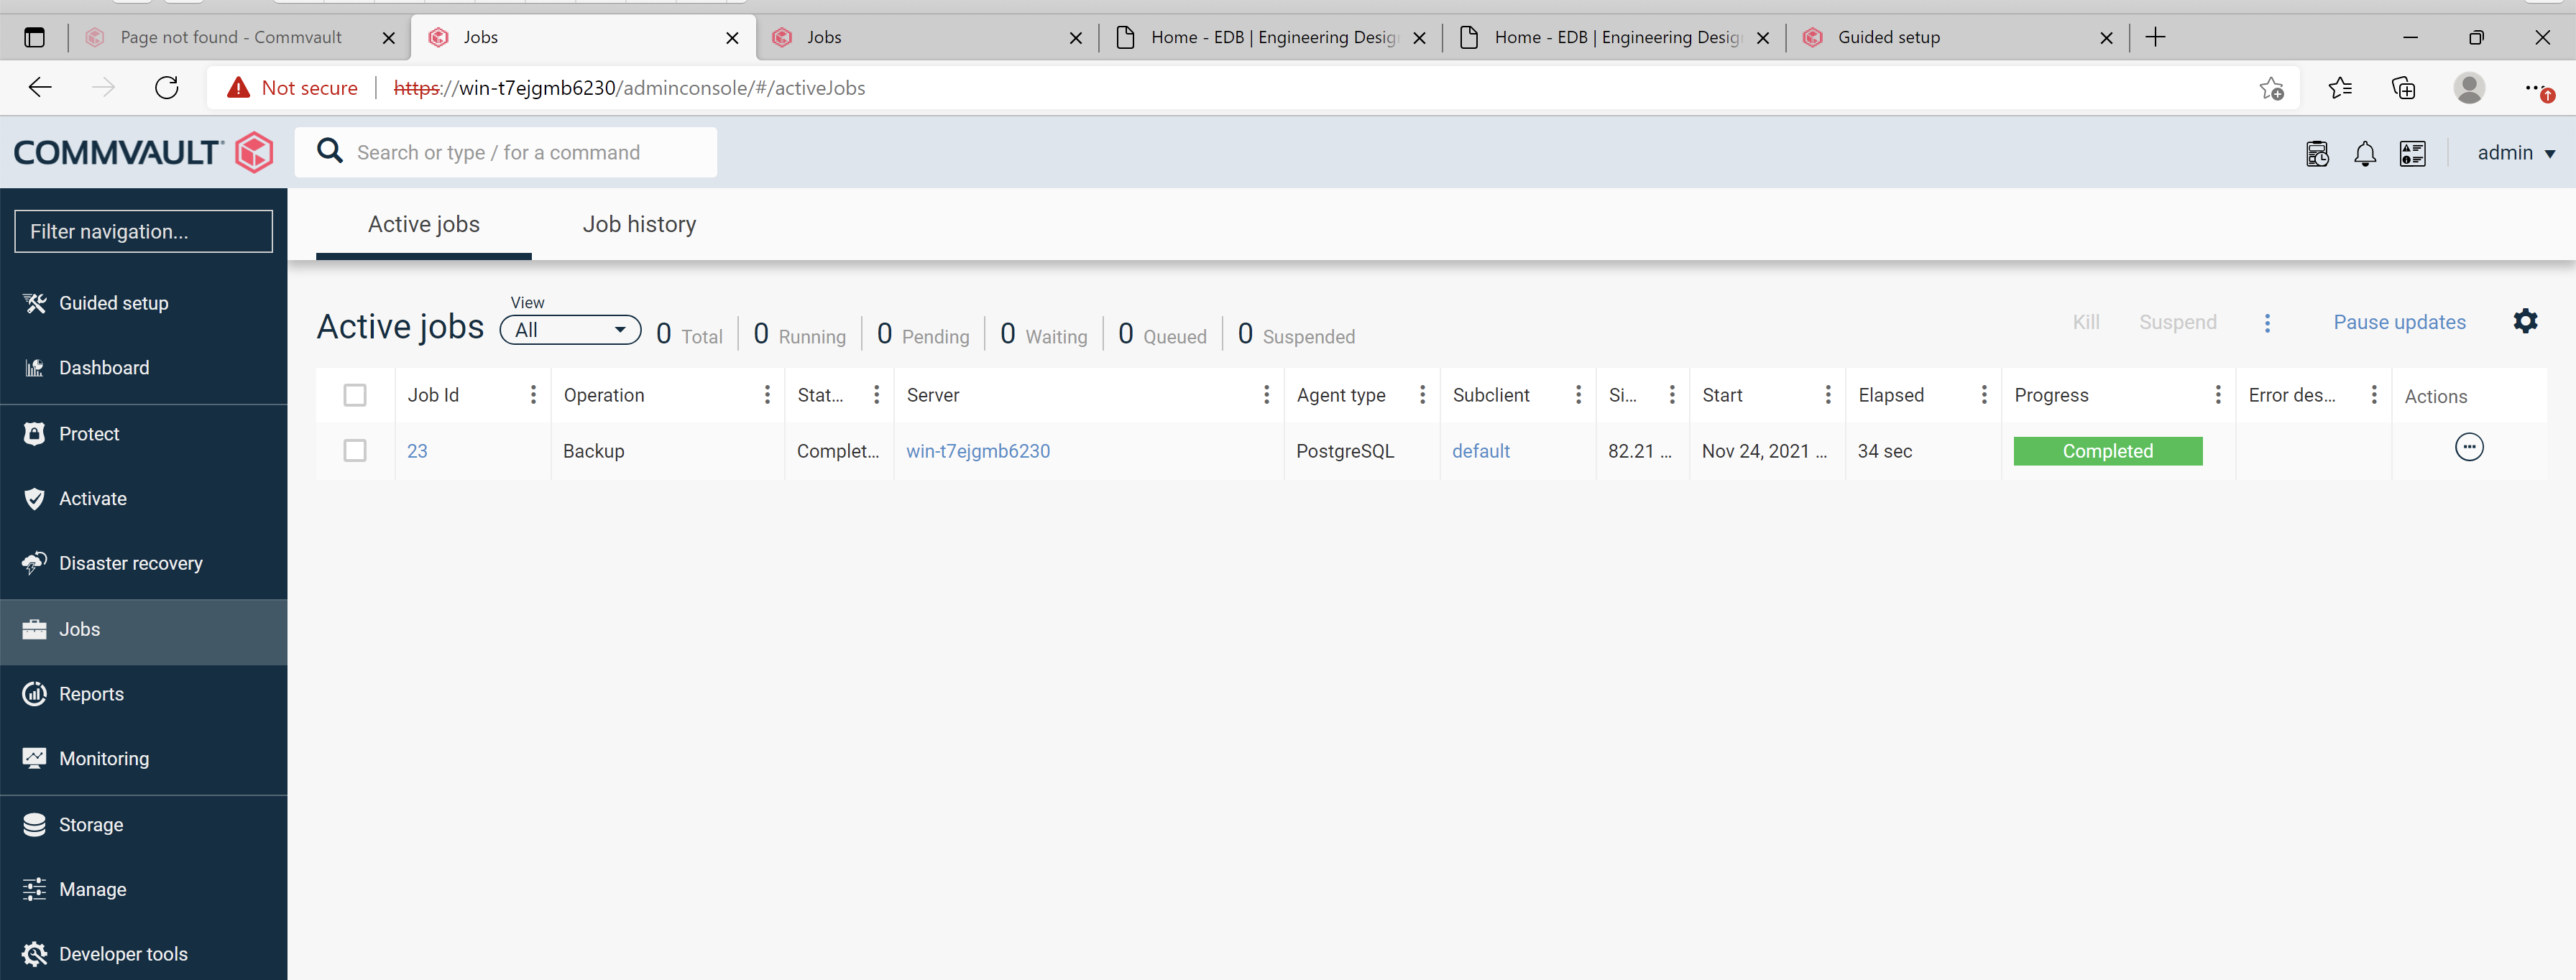 Page not found - Commvault
Jobs
Jobs
Home - EDB | Engineering Desig
Home - EDB | Engineering Desig
Guided setup
Not secure | https://win-t7ejgmb6230/adminconsole/#/activeJobs
COMMVAULT
Search or type / for a command
admin
Filter navigation...
Guided setup
Dashboard
Protect
Activate
Disaster recovery
Jobs
Reports
Monitoring
Storage
Manage
Developer tools
Active jobs Job history
View
Active jobs All 0 Total 0 Running 0 Pending 0 Waiting 0 Queued 0 Suspended Kill Suspend Pause updates
Job Id Operation Stat... Server Agent type Subclient Si... Start Elapsed Progress Error des... Actions
23 Backup Complet... win-t7ejgmb6230 PostgreSQL default 82.21 ... Nov 24, 2021 ... 34 sec Completed